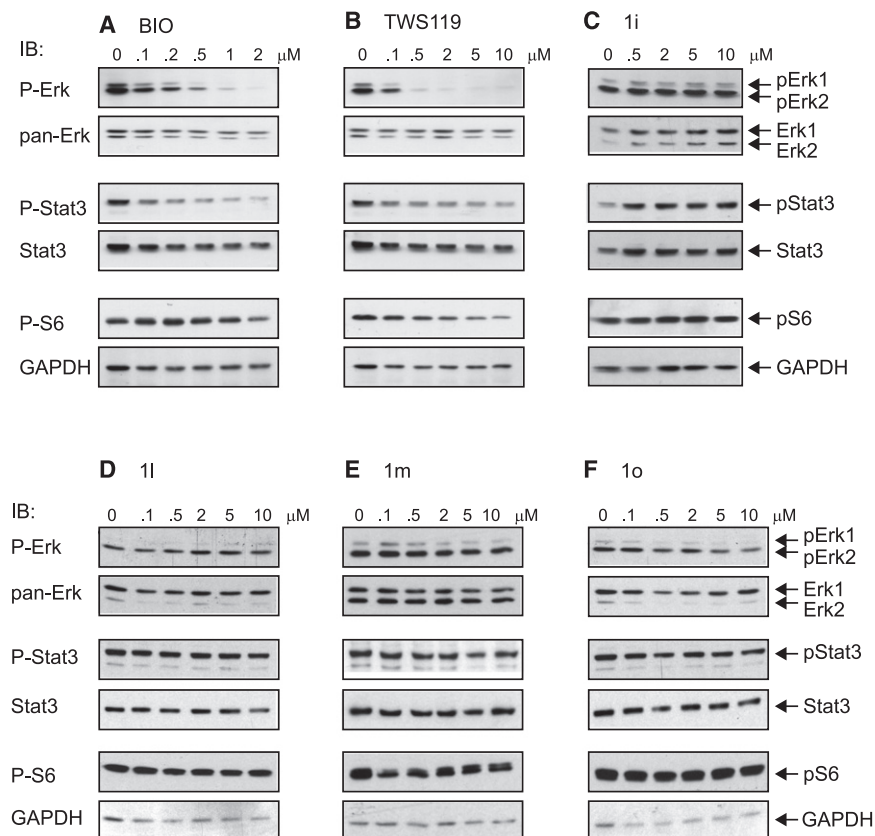 A BIO
IB: 0 .1 .2 .5 1 2 μM
P-Erk
pan-Erk
P-Stat3
Stat3
P-S6
GAPDH
B TWS119
0 .1 .5 2 5 10 μM
C 1i
0 .5 2 5 10 μM
pErk1
pErk2
Erk1
Erk2
pStat3
Stat3
pS6
GAPDH
D 1l
IB: 0 .1 .5 2 5 10 μM
P-Erk
pan-Erk
P-Stat3
Stat3
P-S6
GAPDH
E 1m
0 .1 .5 2 5 10 μM
F 1o
0 .1 .5 2 5 10 μM
pErk1
pErk2
Erk1
Erk2
pStat3
Stat3
pS6
GAPDH